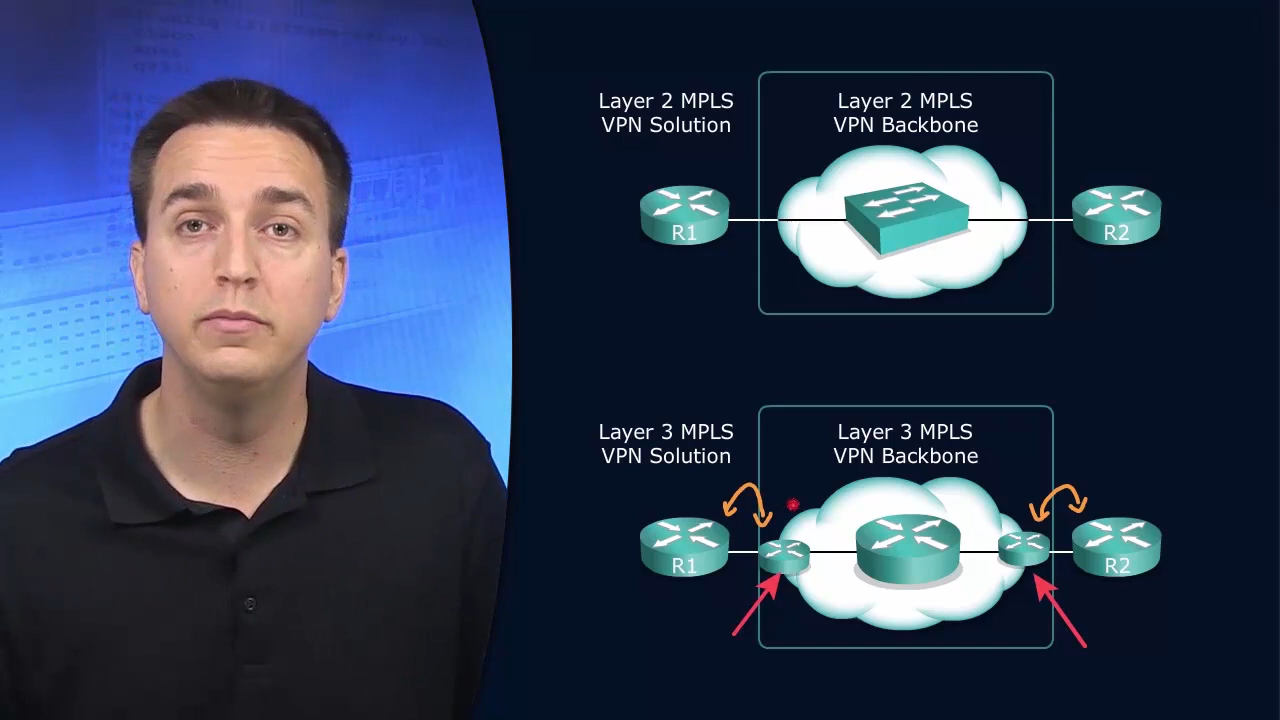 Layer 2 MPLS
VPN Solution
Layer 2 MPLS
VPN Backbone
R1
R2
Layer 3 MPLS
VPN Solution
Layer 3 MPLS
VPN Backbone
R1
R2